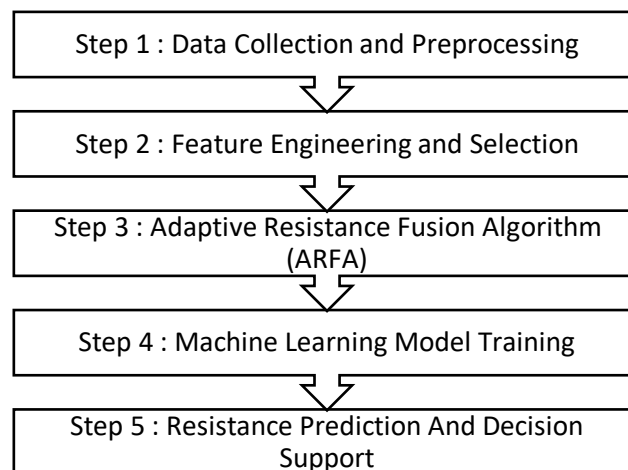 Step 1 : Data Collection and Preprocessing
Step 2 : Feature Engineering and Selection
Step 3 : Adaptive Resistance Fusion Algorithm
(ARFA)
Step 4 : Machine Learning Model Training
Step 5 : Resistance Prediction And Decision
Support